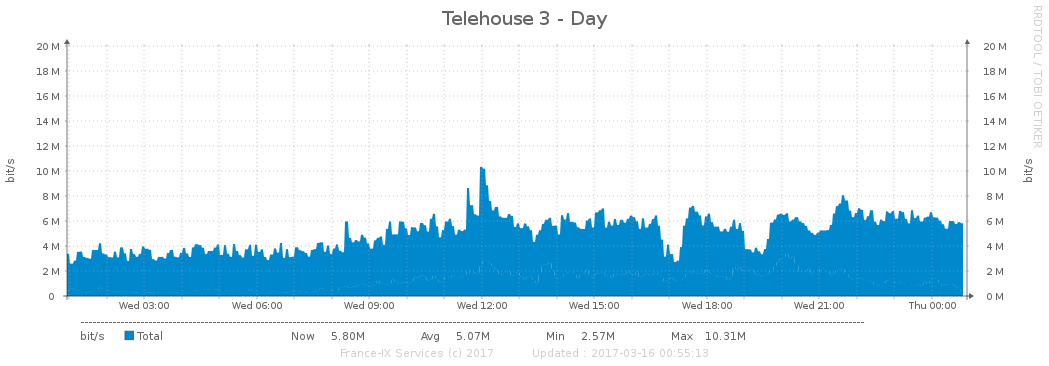 Telehouse 3 - Day
RRDTOOL / TOBI OETIKER
20 M 20 M
18 M 18 M
16 M 16 M
14 M 14 M
12 M 12 M
10 M 10 M
8 M 8 M
6 M 6 M
4 M 4 M
2 M 2 M
0 0 M
bit/s bit/s
Wed 03:00 Wed 06:00 Wed 09:00 Wed 12:00 Wed 15:00 Wed 18:00 Wed 21:00 Thu 00:00
bit/s Total Now 5.80M Avg 5.07M Min 2.57M Max 10.31M
France-IX Services (c) 2017 Updated : 2017-03-16 00:55:13